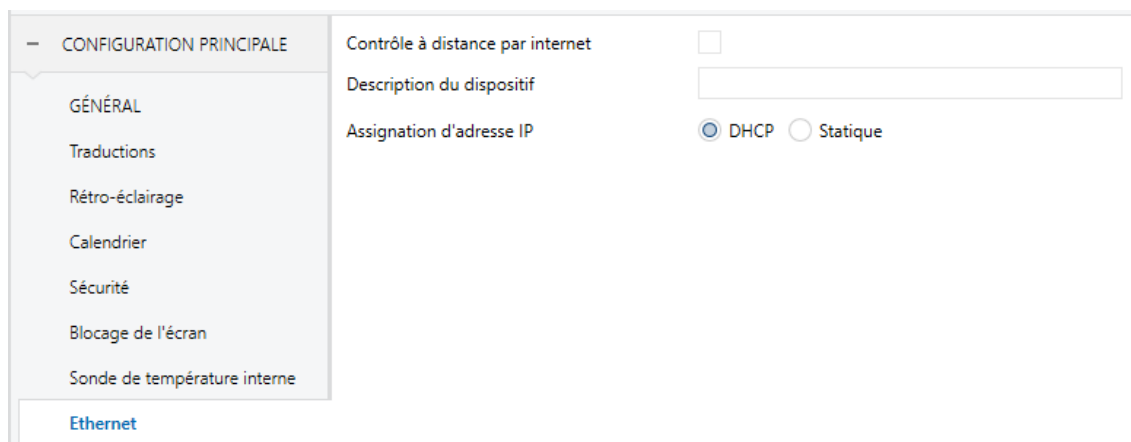 CONFIGURATION PRINCIPALE
GÉNÉRAL
Traductions
Rétro-éclairage
Calendrier
Sécurité
Blocage de l'écran
Sonde de température interne
Ethernet
Contrôle à distance par internet
Description du dispositif
Assignation d'adresse IP DHCP Statique